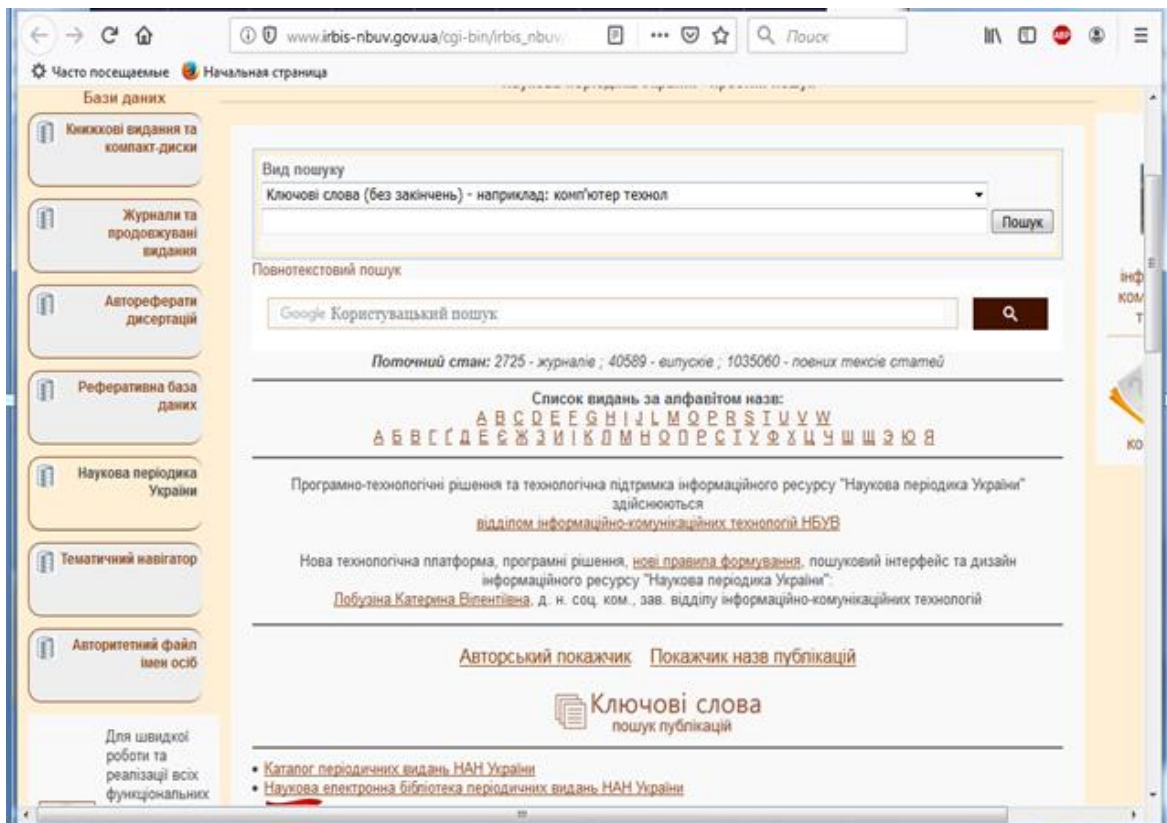 www.irbis-nbuv.gov.ua/cgi-bin/irbis_nbuv/
Поиск
ABP
Часто посещаемые
Начальная страница
Бази даних
Книжкові видання та
компакт-диски
Журнали та
продовжувані
видання
Автореферати
дисертацій
Реферативна база
даних
Наукова періодика
України
Тематичний навігатор
Авторитетний файл
імен осіб
Для швидкої
роботи та
реалізації всіх
функціональних
Наукова періодика України - простий пошук
Вид пошуку
Ключові слова (без закінчень) - наприклад: комп'ютер технол
Пошук
Повнотекстовий пошук
Google Користувацький пошук
Поточний стан: 2725 - журналів ; 40589 - випусків ; 1035060 - повних текстів статей
Список видань за алфавітом назв:
A B C D E F G H I J L M O P R S T U V W
А Б В Г Ґ Д Е Є Ж З И І К Л М Н О П Р С Т У Ф Х Ц Ч Ш Щ Э Ю Я
Програмно-технологічні рішення та технологічна підтримка інформаційного ресурсу "Наукова періодика України"
здійснюються
відділом інформаційно-комунікаційних технологій НБУВ
Нова технологічна платформа, програмні рішення, нові правила формування, пошуковий інтерфейс та дизайн
інформаційного ресурсу "Наукова періодика України":
Лобузіна Катерина Вілентіївна, д. н. соц. ком., зав. відділу інформаційно-комунікаційних технологій
Авторський покажчик Покажчик назв публікацій
Ключові слова
пошук публікацій
Каталог періодичних видань НАН України
Наукова електронна бібліотека періодичних видань НАН України